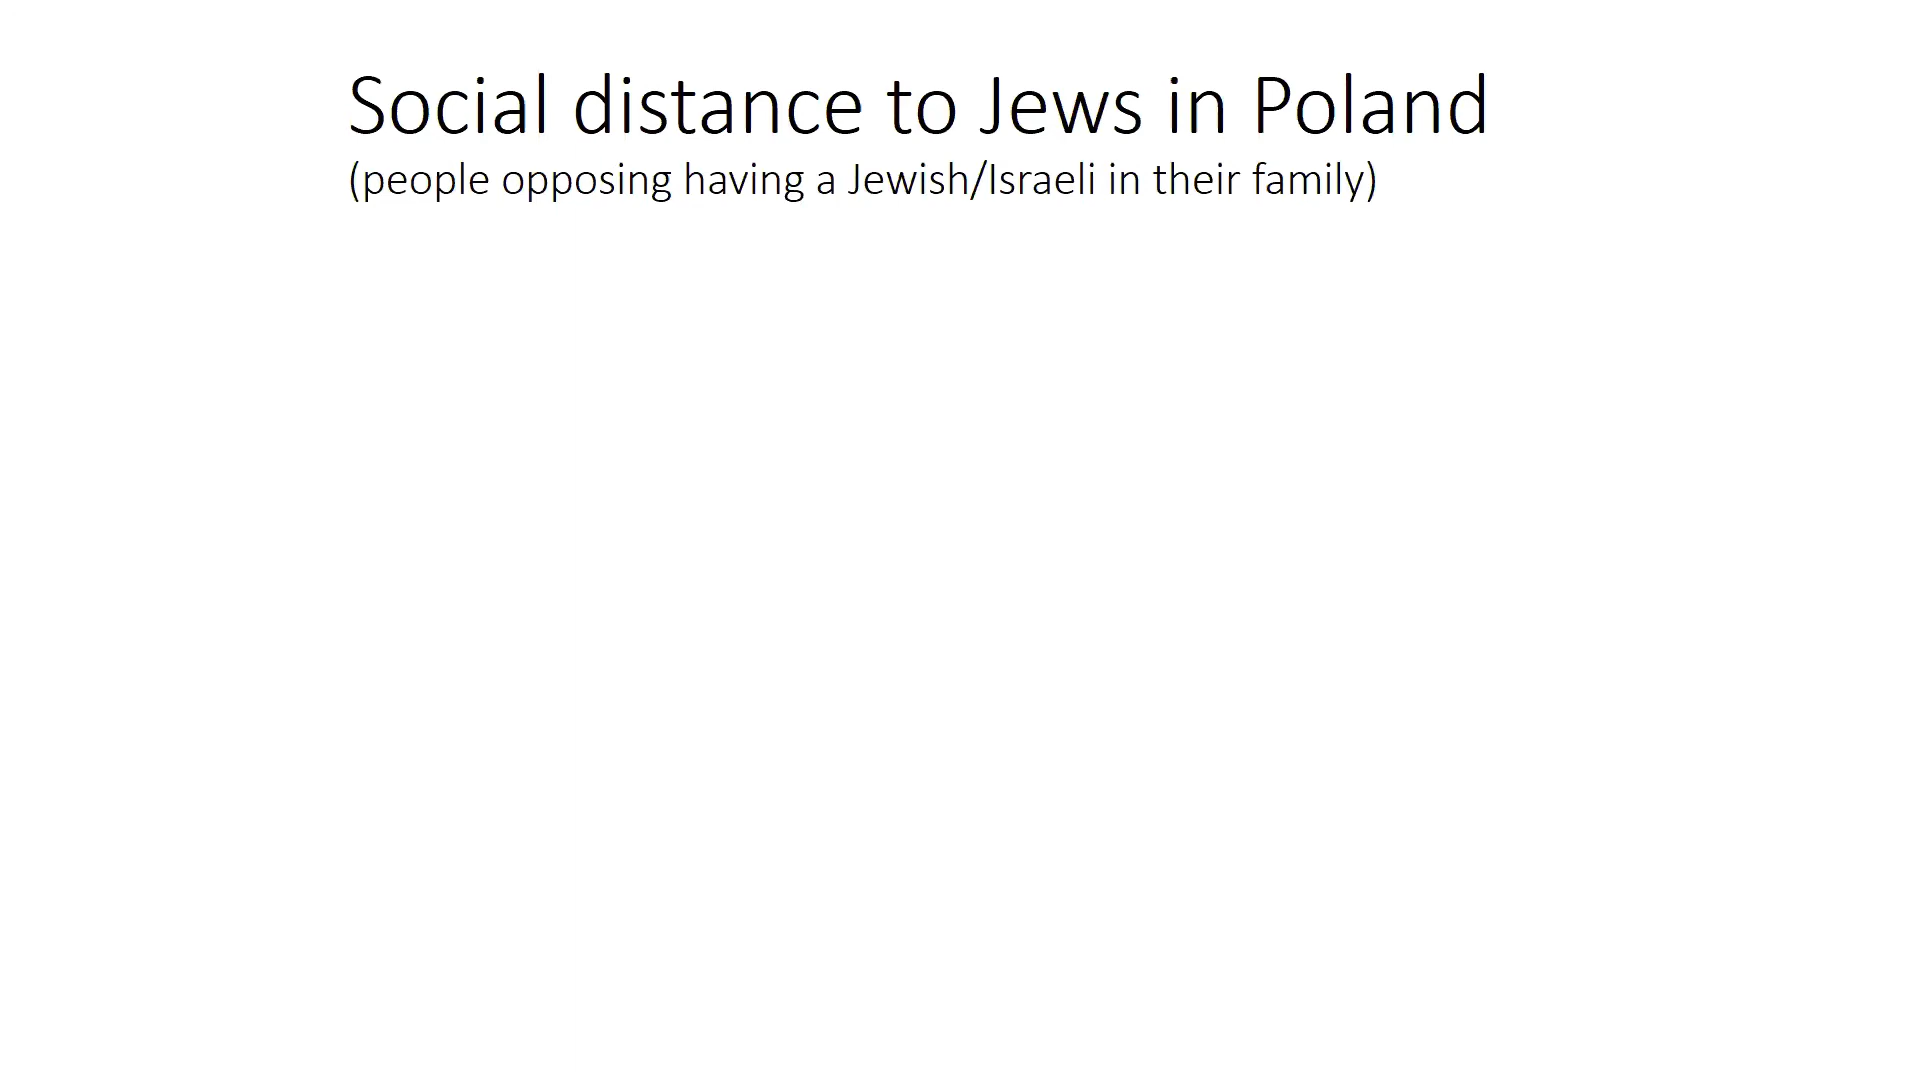 Social distance to Jews in Poland
(people opposing having a Jewish/Israeli in their family)